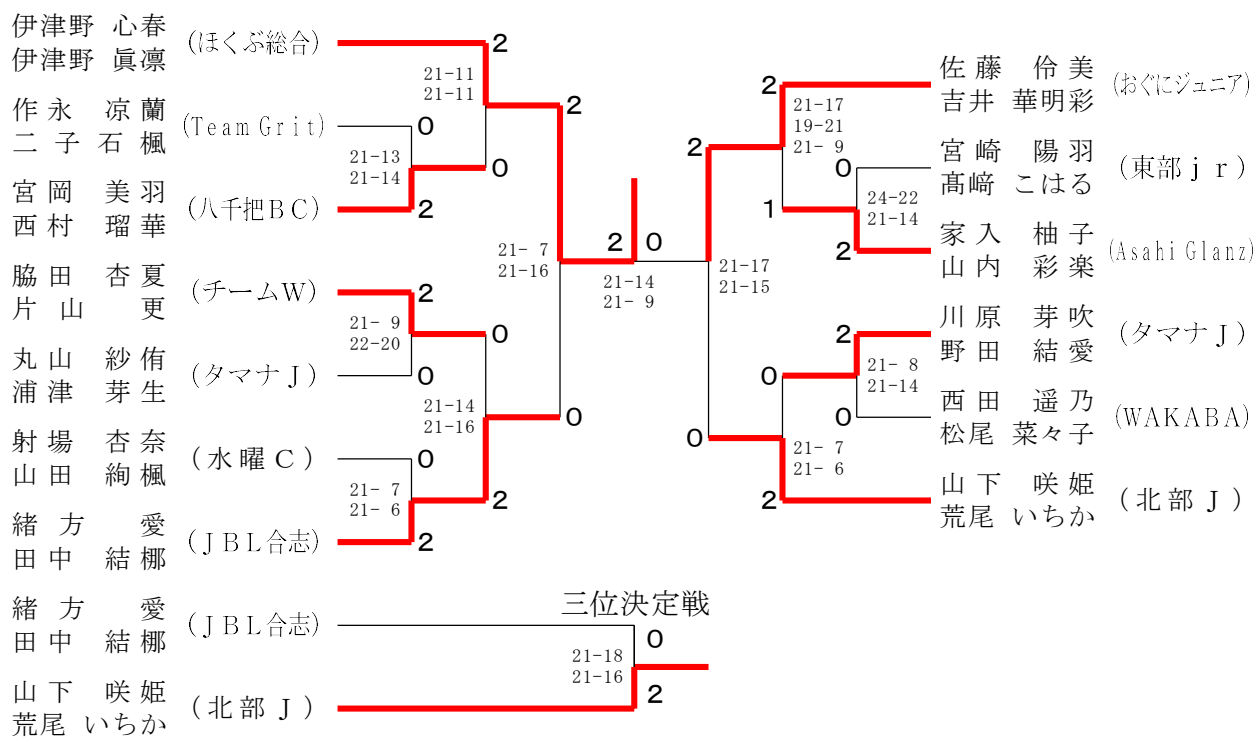 伊津野 心春
伊津野 眞凛
(ほくぶ総合)
2
21-11
21-11
作永 凉蘭
二子石 楓
(Team Grit)
0
2
21-13
21-14
0
宮岡 美羽
西村 瑠華
(八千把BC)
2
脇田 杏夏
片山 更
(チームW)
2
21- 9
22-20
0
丸山 紗侑
浦津 芽生
(タマナJ)
0
21-14
21-16
0
射場 杏奈
山田 絢楓
(水曜C)
0
21- 7
21- 6
2
緒方 愛
田中 結梛
(JBL合志)
2
21- 7
21-16
2
0
21-14
21- 9
佐藤 伶美
吉井 華明彩
(おぐにジュニア)
2
21-17
19-21
21- 9
2
宮崎 陽羽
髙﨑 こはる
(東部jr)
0
24-22
21-14
1
家入 柚子
山内 彩楽
(Asahi Glanz)
2
21-17
21-15
川原 芽吹
野田 結愛
(タマナJ)
2
21- 8
21-14
0
西田 遥乃
松尾 菜々子
(WAKABA)
0
0
21- 7
21- 6
山下 咲姫
荒尾 いちか
(北部J)
2
三位決定戦
緒方 愛
田中 結梛
(JBL合志)
0
21-18
21-16
山下 咲姫
荒尾 いちか
(北部J)
2